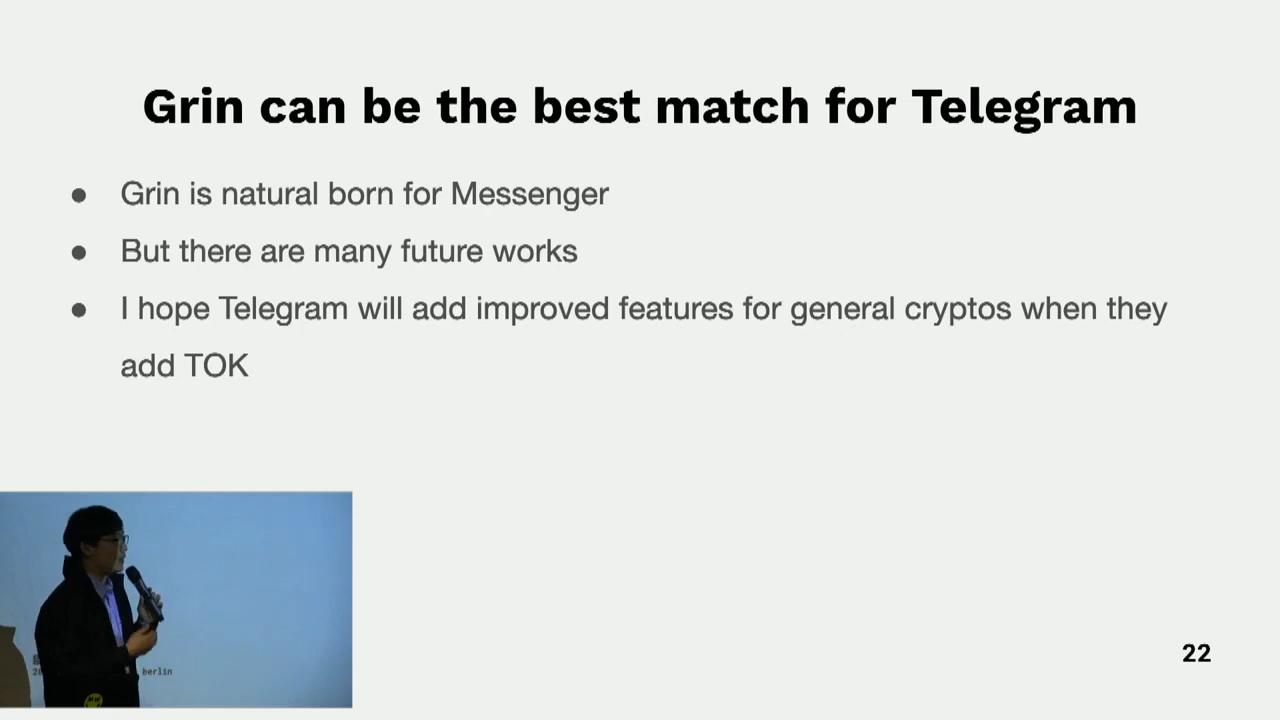 Grin can be the best match for Telegram
● Grin is natural born for Messenger
● But there are many future works
● I hope Telegram will add improved features for general cryptos when they
add TOK
berlin
22